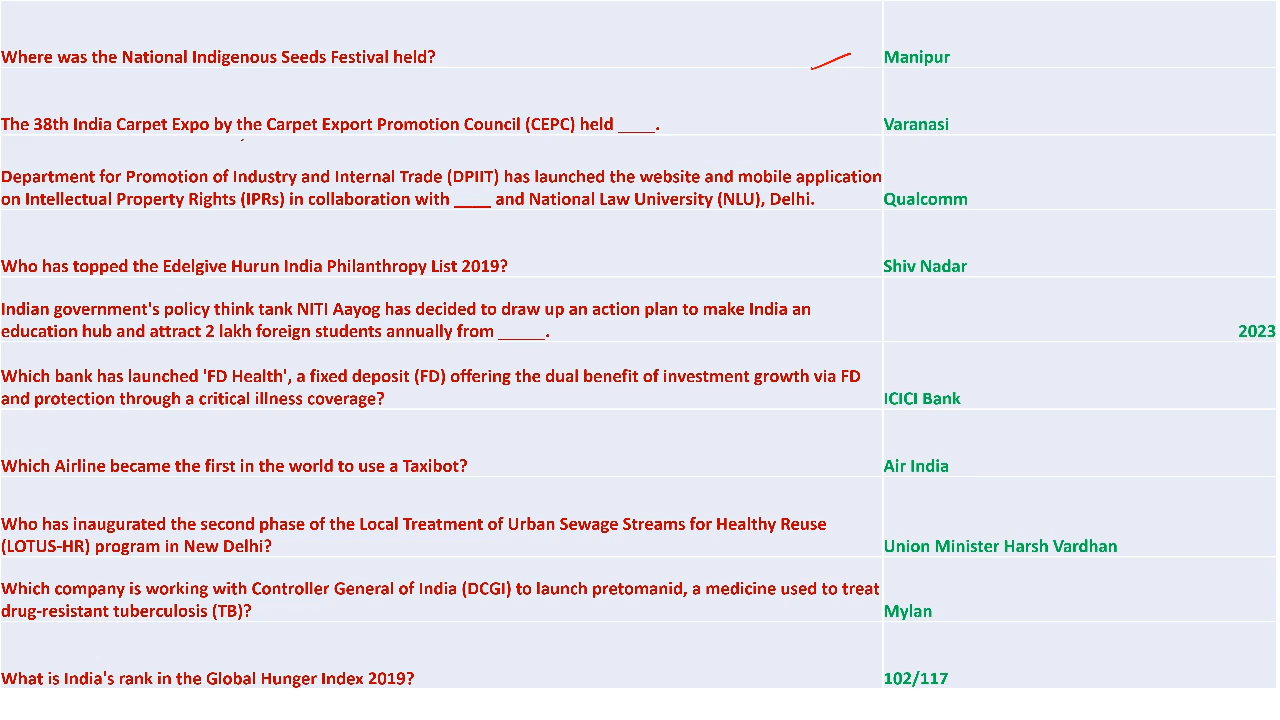 Where was the National Indigenous Seeds Festival held? Manipur
The 38th India Carpet Expo by the Carpet Export Promotion Council (CEPC) held ____. Varanasi
Department for Promotion of Industry and Internal Trade (DPIIT) has launched the website and mobile application
on Intellectual Property Rights (IPRs) in collaboration with ____ and National Law University (NLU), Delhi. Qualcomm
Who has topped the Edelgive Hurun India Philanthropy List 2019? Shiv Nadar
Indian government's policy think tank NITI Aayog has decided to draw up an action plan to make India an
education hub and attract 2 lakh foreign students annually from _____. 2023
Which bank has launched 'FD Health', a fixed deposit (FD) offering the dual benefit of investment growth via FD
and protection through a critical illness coverage? ICICI Bank
Which Airline became the first in the world to use a Taxibot? Air India
Who has inaugurated the second phase of the Local Treatment of Urban Sewage Streams for Healthy Reuse
(LOTUS-HR) program in New Delhi? Union Minister Harsh Vardhan
Which company is working with Controller General of India (DCGI) to launch pretomanid, a medicine used to treat
drug-resistant tuberculosis (TB)? Mylan
What is India's rank in the Global Hunger Index 2019? 102/117